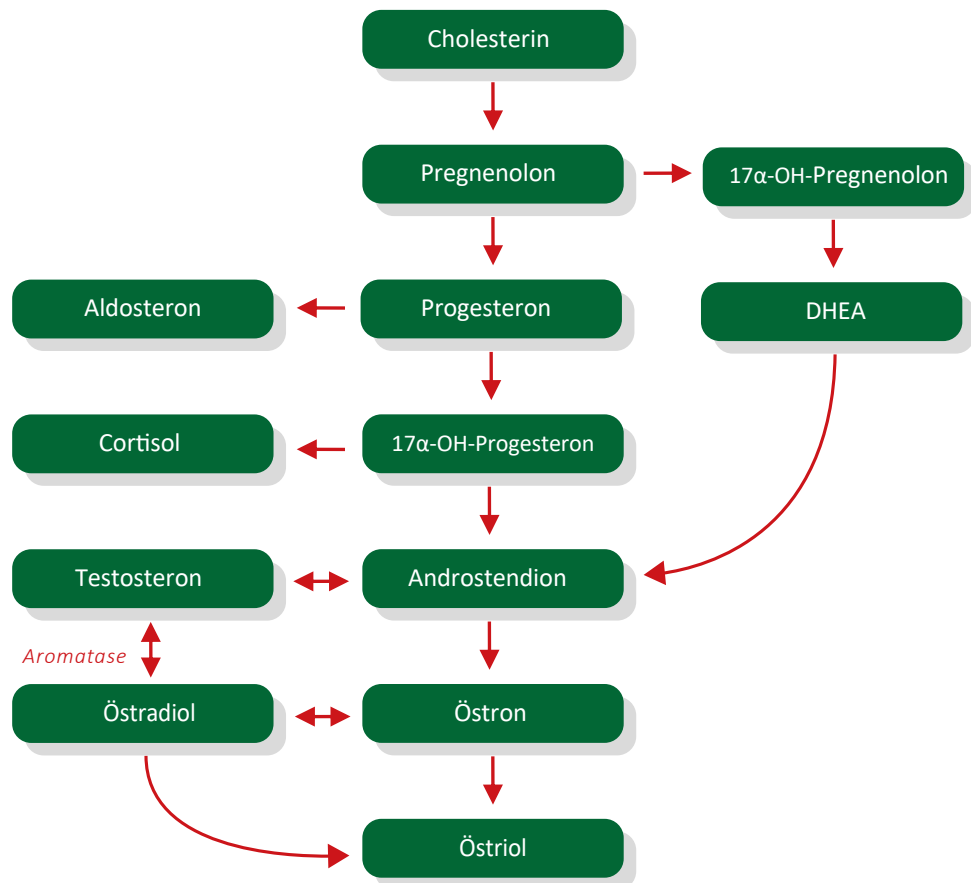 Cholesterin
Pregnenolon
17α-OH-Pregnenolon
Aldosteron
Progesteron
DHEA
Cortisol
17α-OH-Progesteron
Testosteron
Androstendion
Aromatase
Östradiol
Östron
Östriol